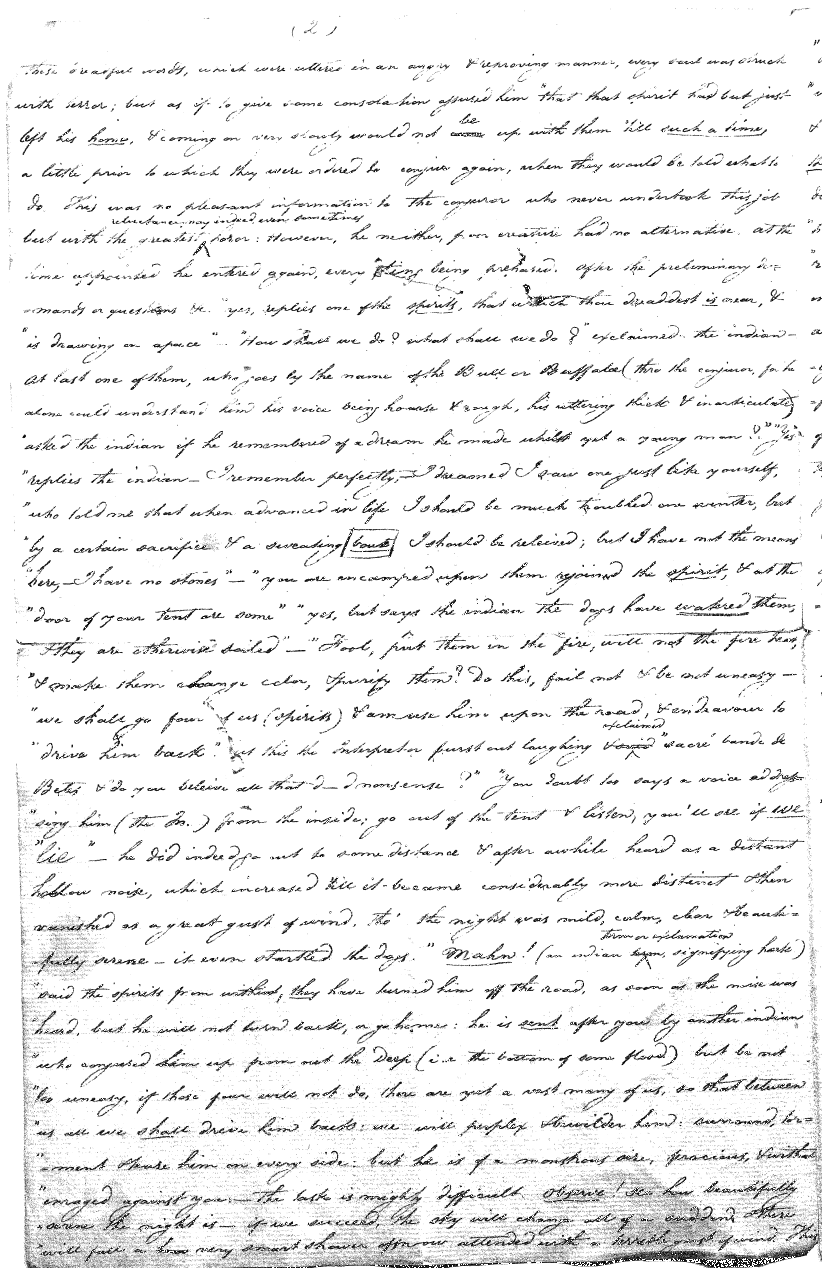 (2)
these dreadful words, which were uttered in an angry & reproving manner, every soul was struck
with terror; but as if to give some consolation assured him "that that spirit had but just
be
left his home, & coming on very slowly would not up with them 'till such a time,
a little prior to which they were ordered to conjure again, when they would be told what to
do. This was no pleasant information to the conjuror who never undertook this job
reluctance nay indeed even sometimes
but with the greatest horor: However, he neither, poor creature had no alternative. at the
time appointed he entered again, every thing being prepared. after the preliminary de=
=mands or questions &c. "yes, replies one of the spirits", that which thou dreaddest is near, &
"is drawing on apace" – "How shall we do? what shall we do?" exclaimed the indian –
At last one of them, who goes by the name of the Bull or Buffaloe (thro the conjuror, for he
alone could understand him his voice being hoarse & rough, his uttering thick & inarticulate)
"asked the indian if he remembered of a dream he made whilst yet a young man?" "Yes"
"replies the indian – I remember perfectly, – I dreamed I saw one just like yourself,
"who told me that when advanced in life I should be much troubled one winter, but
"by a certain sacrifice & a sweating bout I should be releived; but I have not the means
"here, – I have no stones" – "you are encamped upon them rejoined the spirit, & at the
"door of your tent are some" "yes, but says the indian the dogs have watered them,
"& they are otherwise soiled" – "Fool, put them in the fire, will not the fire heat,
"& make them change color, & purify them? Do this, fail not & be not uneasy –
"we shall go four of us (spirits) & amuse him upon the road, & endeavour to
exclaimed
"drive him back". at this the Interpretor purst out laughing & "sacré bande de
Betes & do you beleive all that d––d nonsense?" "You doubt too says a voice addres=
"sing him (the In.) from the inside; go out of the tent & listen, you'll see if we
"lie" – he did indeed go out to some distance & after awhile heard as a distant
hollow noise, which increased 'till it became considerably more distinct & then
vanished as a great gust of wind, tho' the night was mild, calm, clear & beauti=
term or exclamation
=fully serene – it even startled the dogs. "Mahn! (an indian, signifying hark)
"said the spirits from within, they have turned him off the road, as soon as the noise was
"heard, but he will not turn back, or go home: he is sent after you by another indian
"who conjured him up from out the Deep (i.e. the bottom of some flood) but be not
"too uneasy, if those four will not do, there are yet a vast many of us, so that between
"us all we shall drive him back: we will perplex & bewilder him: surround, tor=
"=ment & teaze him on every side: but he is of a monstrous size, ferocious, & withal
"enraged against you: – the task is mighty difficult. observe! see how beautifully
"serene the night is – if we succeed, the sky will change all of a sudden, & there
"will fall a very smart shower of snow attended with a terrible gust of wind. This